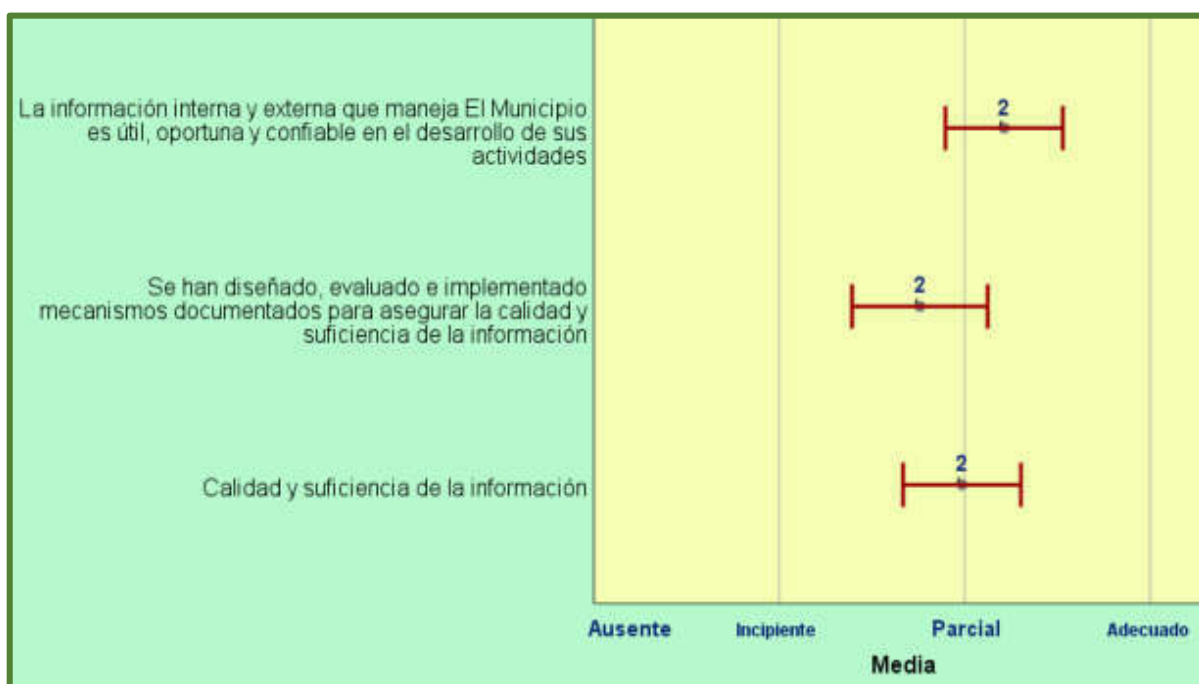 La información interna y externa que maneja El Municipio
es útil, oportuna y confiable en el desarrollo de sus
actividades
2
Se han diseñado, evaluado e implementado
mecanismos documentados para asegurar la calidad y
suficiencia de la información
2
Calidad y suficiencia de la información
2
Ausente Incipiente Parcial Adecuado
Media